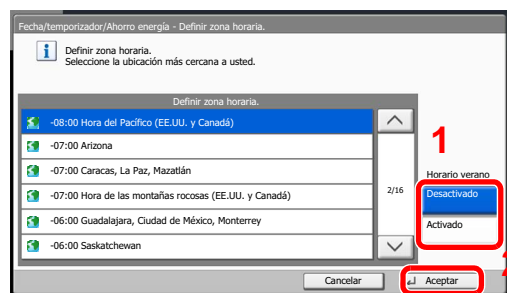 Fecha/temporizador/Ahorro energía - Definir zona horaria.
Definir zona horaria.
Seleccione la ubicación más cercana a usted.
Definir zona horaria.
-08:00 Hora del Pacífico (EE.UU. y Canadá)
-07:00 Arizona
-07:00 Caracas, La Paz, Mazatlán
-07:00 Hora de las montañas rocosas (EE.UU. y Canadá)
-06:00 Guadalajara, Ciudad de México, Monterrey
-06:00 Saskatchewan
2/16
1
Horario verano
Desactivado
Activado
2
Cancelar
Aceptar